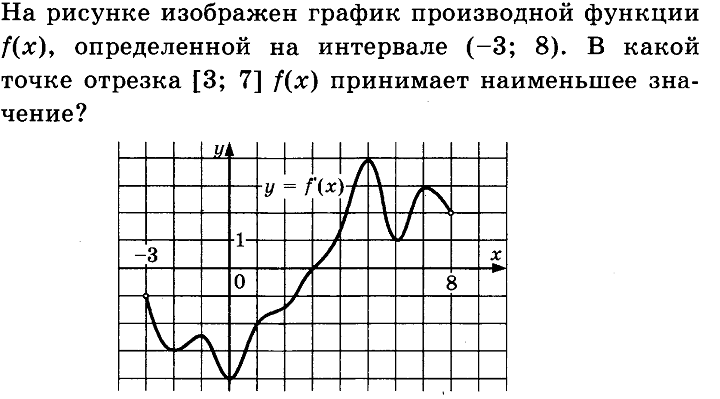 На рисунке изображен график производной функции
f(x), определенной на интервале (−3; 8). В какой
точке отрезка [3; 7] f(x) принимает наименьшее зна-
чение?
y
y = f'(x)
1
−3
x
0
8